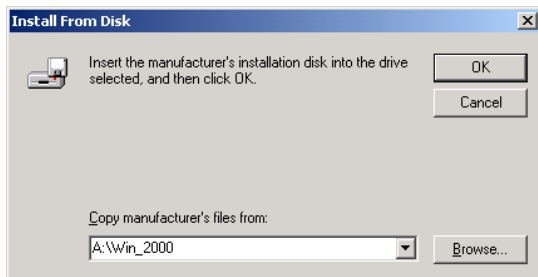 Install From Disk
Insert the manufacturer's installation disk into the drive
selected, and then click OK.
OK
Cancel
Copy manufacturer's files from:
A:\Win_2000
Browse...